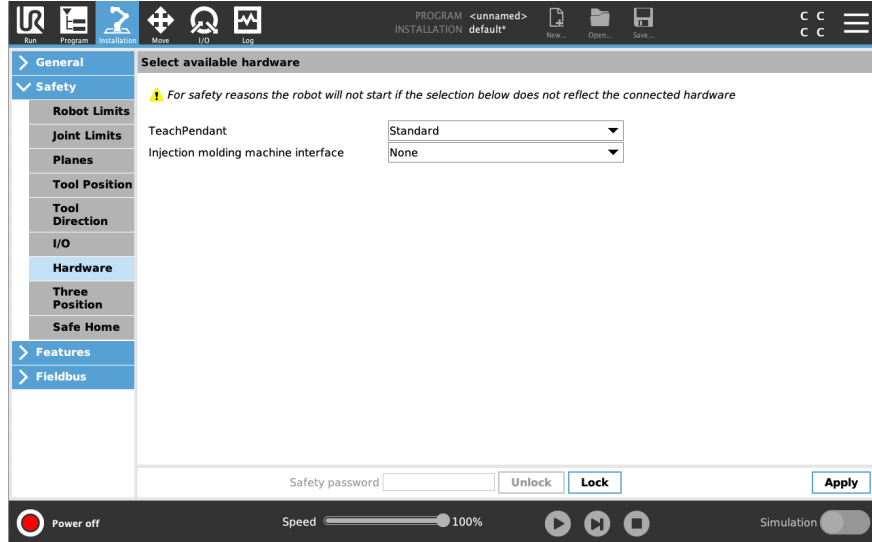 UR
PROGRAM <unnamed>
INSTALLATION default*
C C
C C
Run Program Installation Move I/O Log New... Open... Save...
General
Safety
Robot Limits
Joint Limits
Planes
Tool Position
Tool
Direction
I/O
Hardware
Three
Position
Safe Home
Features
Fieldbus
Select available hardware
For safety reasons the robot will not start if the selection below does not reflect the connected hardware
TeachPendant Standard
Injection molding machine interface None
Safety password Unlock Lock Apply
Power off Speed 100% Simulation